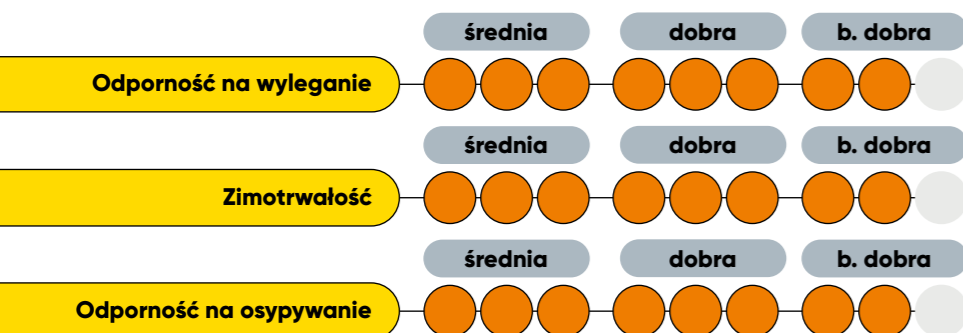 średnia dobra b. dobra
Odporność na wyleganie
średnia dobra b. dobra
Zimotrwałość
średnia dobra b. dobra
Odporność na osypywanie